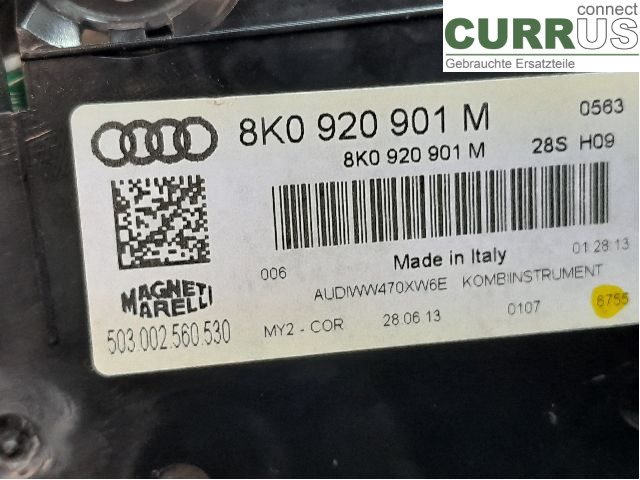 connect
CURRUS
Gebrauchte Ersatzteile
8K0 920 901 M
0563
8K0 920 901 M
28S H09
Made in Italy
01:28:13
006
AUDIWW470XW6E KOMBIINSTRUMENT
MAGNETI
MARELLI
503.002.560.530
MY2 - COR
28.06.13
0107
6755